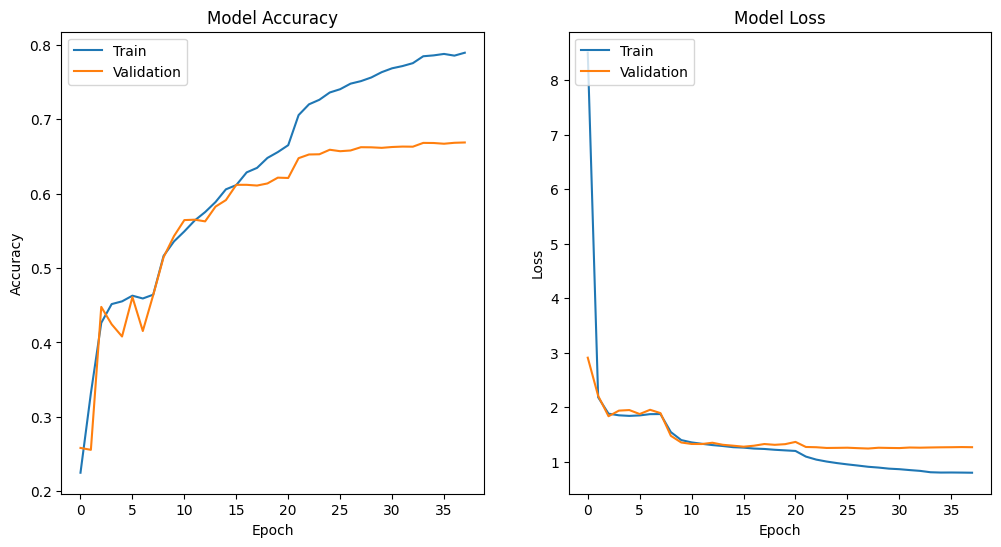 Model Accuracy
Train
Validation
Accuracy
0.8
0.7
0.6
0.5
0.4
0.3
0.2
0 5 10 15 20 25 30 35
Epoch
Model Loss
Train
Validation
Loss
8
7
6
5
4
3
2
1
0 5 10 15 20 25 30 35
Epoch